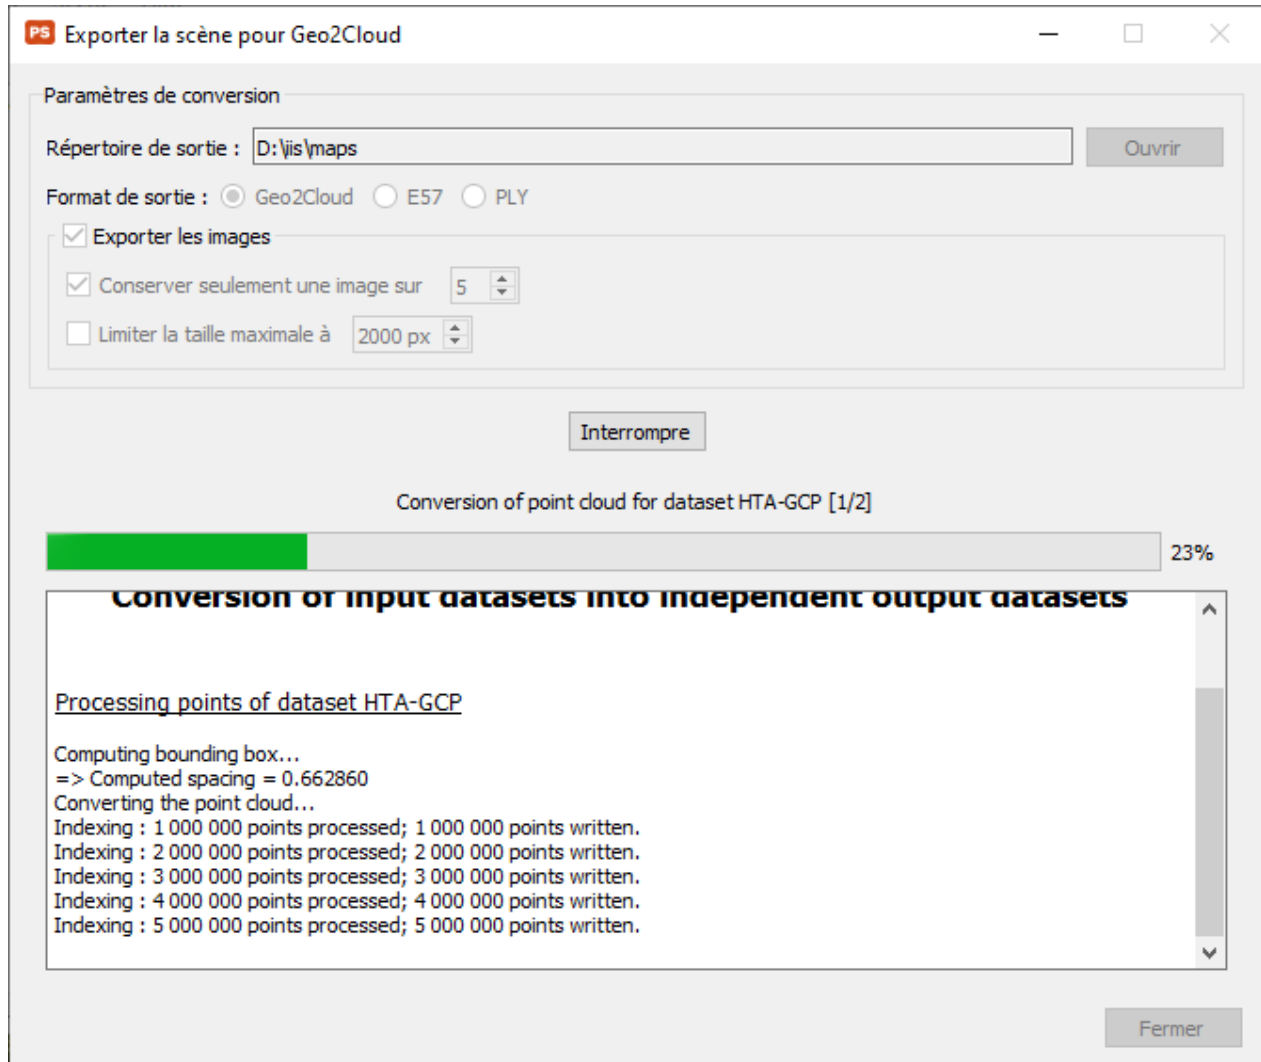 PS Exporter la scène pour Geo2Cloud
Paramètres de conversion
Répertoire de sortie : D:\iis\maps Ouvrir
Format de sortie : Geo2Cloud E57 PLY
Exporter les images
Conserver seulement une image sur 5
Limiter la taille maximale à 2000 px
Interrompre
Conversion of point cloud for dataset HTA-GCP [1/2]
23%
Conversion of input datasets into independent output datasets
Processing points of dataset HTA-GCP
Computing bounding box...
=> Computed spacing = 0.662860
Converting the point cloud...
Indexing : 1 000 000 points processed; 1 000 000 points written.
Indexing : 2 000 000 points processed; 2 000 000 points written.
Indexing : 3 000 000 points processed; 3 000 000 points written.
Indexing : 4 000 000 points processed; 4 000 000 points written.
Indexing : 5 000 000 points processed; 5 000 000 points written.
Fermer